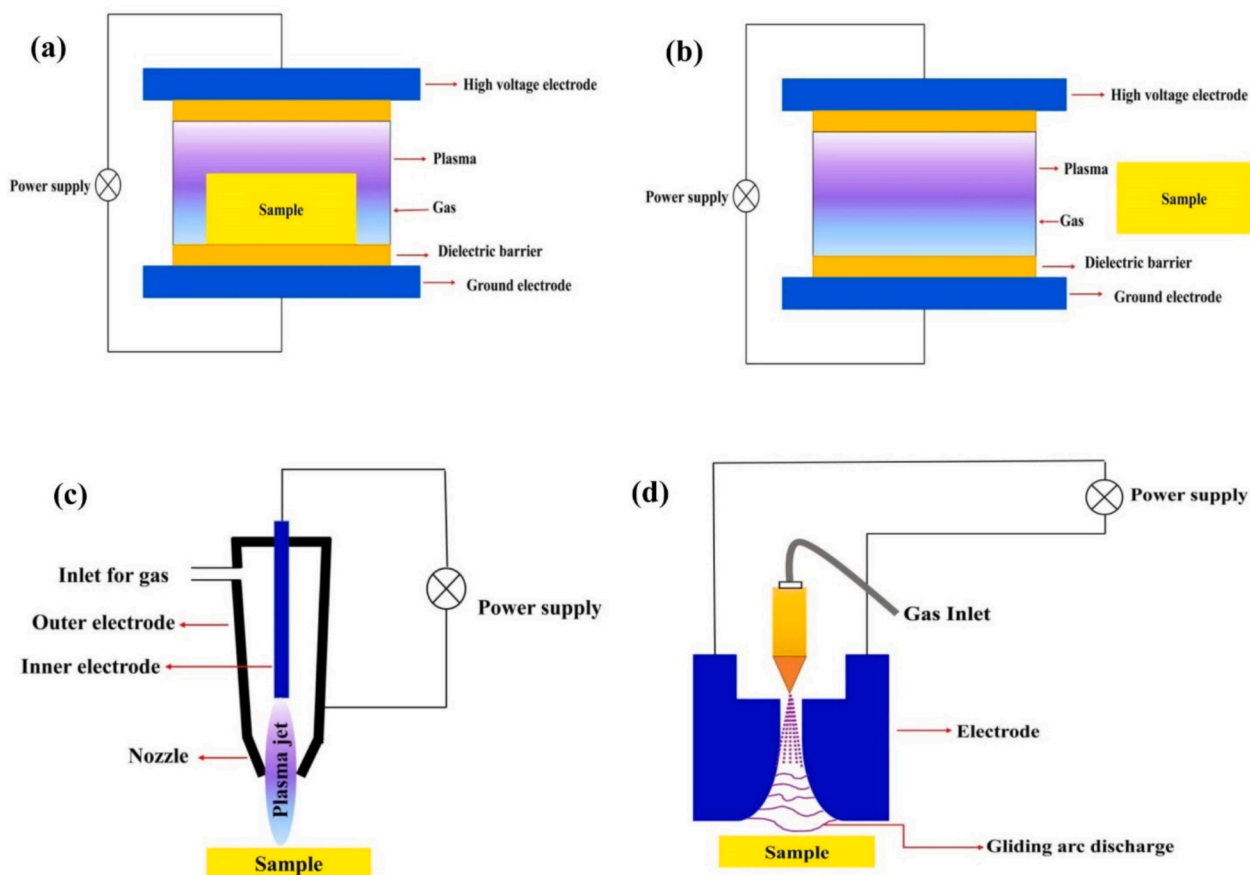 (a)
High voltage electrode
Plasma
Power supply
Sample
Gas
Dielectric barrier
Ground electrode
(b)
High voltage electrode
Plasma
Power supply
Sample
Gas
Dielectric barrier
Ground electrode
(c)
Inlet for gas
Outer electrode
Inner electrode
Power supply
Nozzle
Plasma jet
Sample
(d)
Power supply
Gas Inlet
Electrode
Gliding arc discharge
Sample